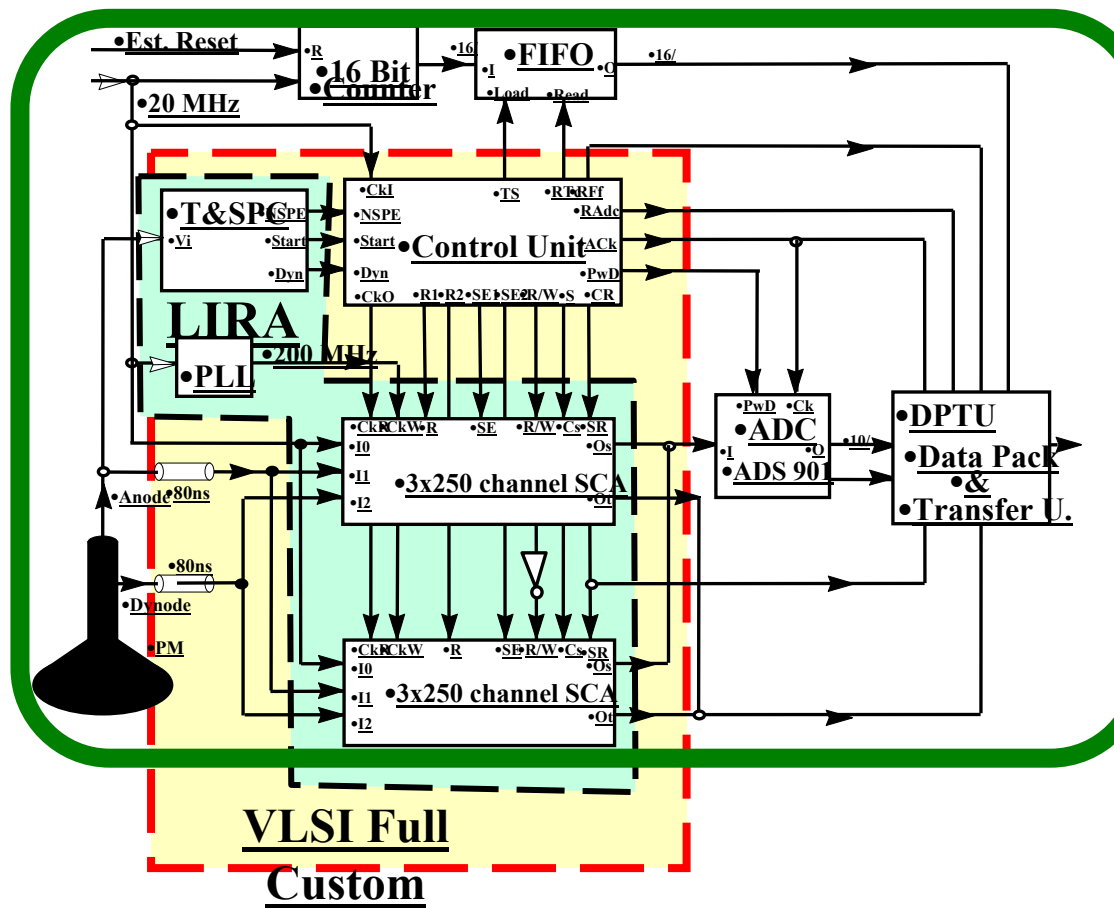 •Est. Reset
•R
•16 Bit
•Counter
•16/
•I
•FIFO
•O
•Load
•Read
•16/
•20 MHz
•CkI
•TS
•RT
•RFf
•T&SPC
•NSPE
•NSPE
•RAdc
•Vi
•Start
•Start
•Control Unit
ACk
•Dyn
•Dyn
•PwD
•CkO
•R1
•R2
•SE1
•SE2
•R/W
•S
•CR
LIRA
•200 MHz
•PLL
•CkR
•CkW
•R
•SE
•R/W
•Cs
•SR
•I0
•Os
•I1
•3x250 channel SCA
•I2
•Ot
•PwD
•Ck
•ADC
•I
•O
•ADS 901
•10/
•DPTU
•Data Pack
•&
•Transfer U.
•Anode
•80ns
•80ns
•Dynode
•PM
•CkR
•CkW
•R
•SE
•R/W
•Cs
•SR
•I0
•Os
•I1
•3x250 channel SCA
•I2
•Ot
VLSI Full
Custom